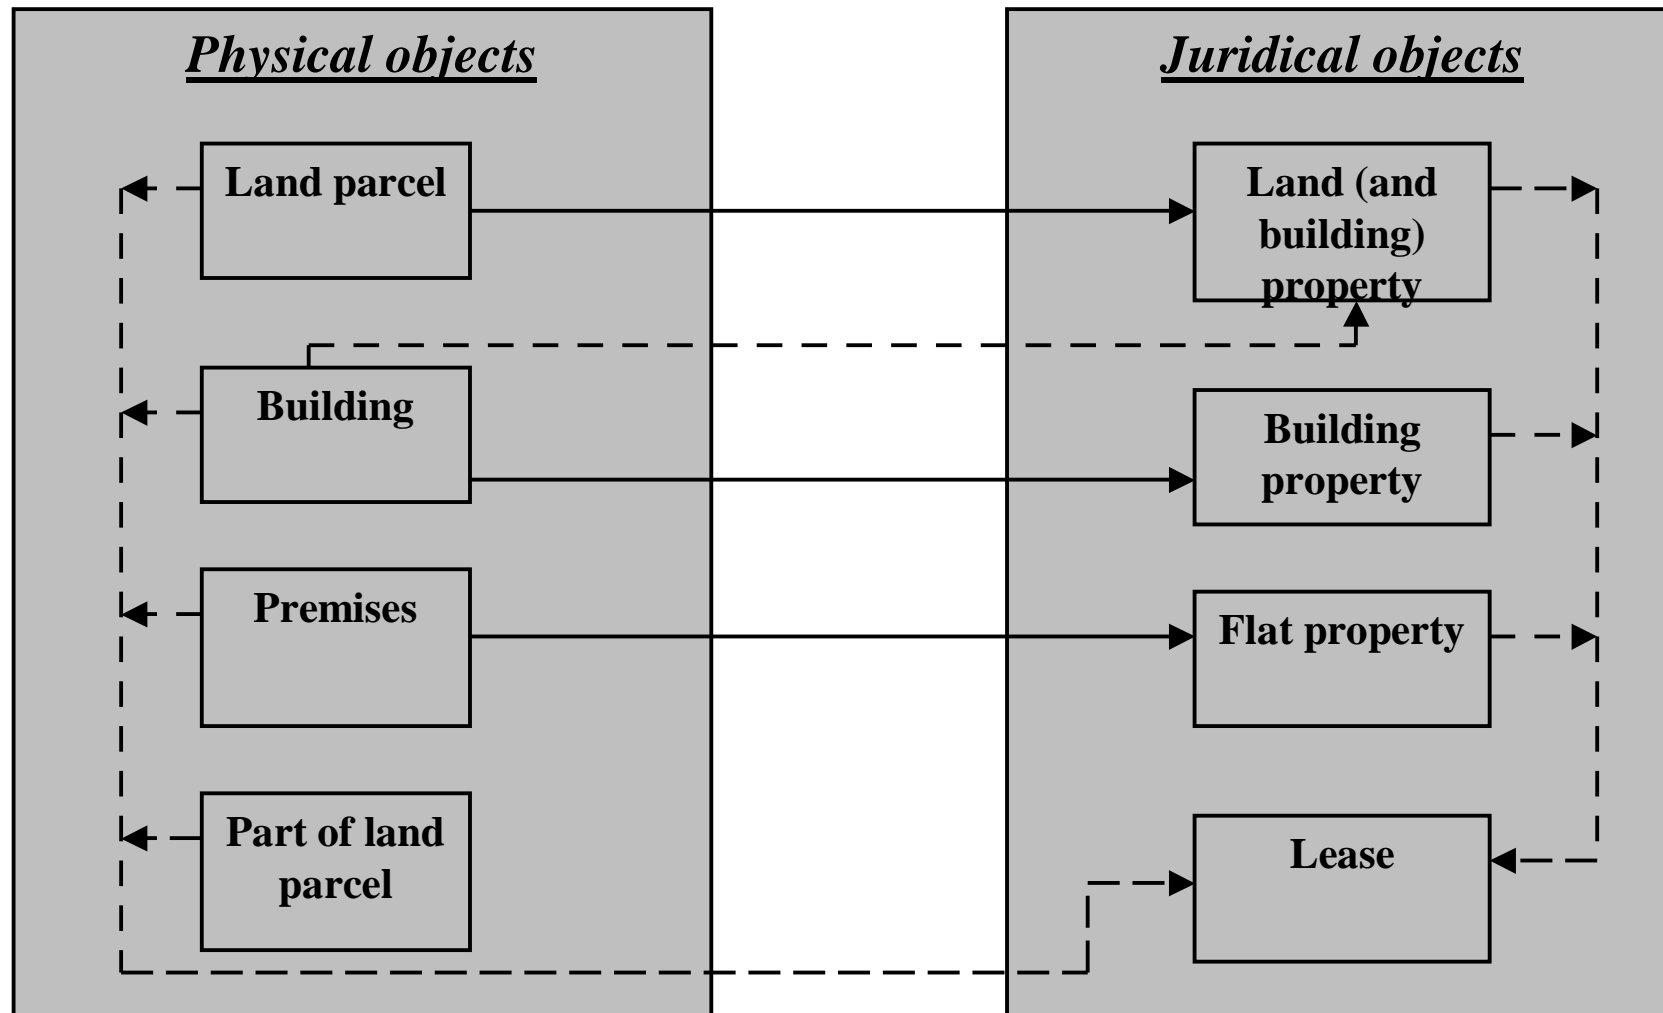 Physical objects
Land parcel
Building
Premises
Part of land
parcel
Juridical objects
Land (and
building)
property
Building
property
Flat property
Lease